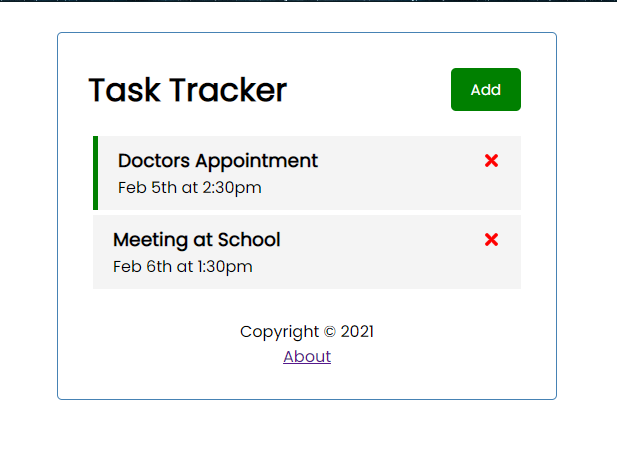 Task Tracker
Add
Doctors Appointment
Feb 5th at 2:30pm
Meeting at School
Feb 6th at 1:30pm
Copyright © 2021
About